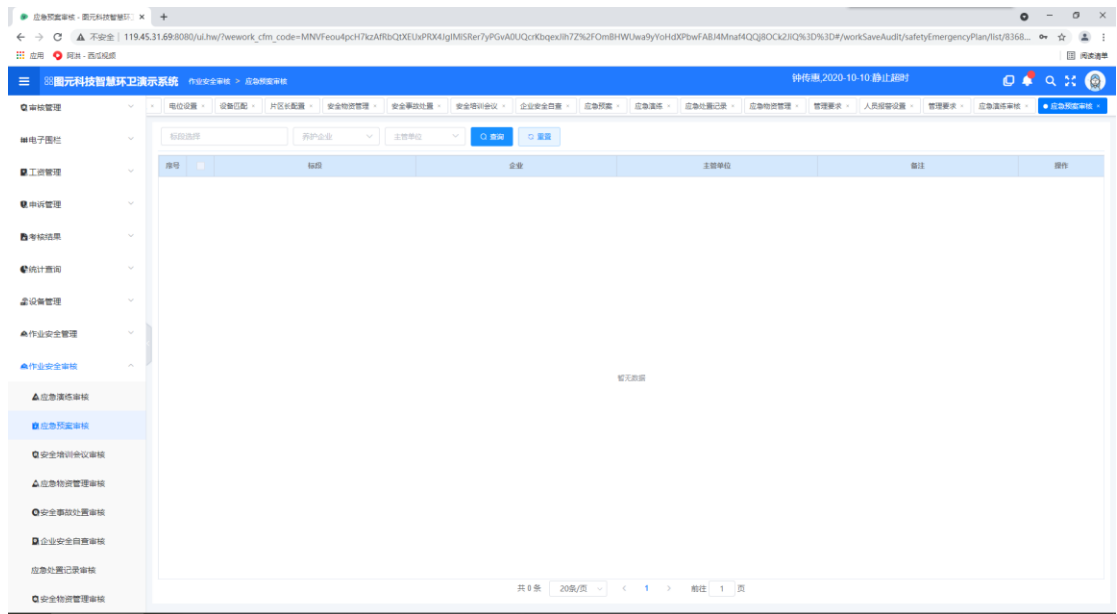 应急预案审核 - 图元科技智慧环 × +
不安全 | 119.45.31.69:8080/ul.hw/?wework_cfm_code=
#/workSaveAudit/safetyEmergencyPlan/list/8368...
应用 阿洪 - 西瓜视频 阅读清单
图元科技智慧环卫演示系统 作业安全审核 > 应急预案审核 钟传惠,2020-10-10 静止超时
审核管理
电子围栏
工资管理
申诉管理
考核结果
统计查询
设备管理
作业安全管理
作业安全审核
应急演练审核
应急预案审核
安全培训会议审核
应急物资管理审核
安全事故处置审核
企业安全自查审核
应急处置记录审核
安全物资管理审核
电位设置 × 设备匹配 × 片区长配置 × 安全物资管理 × 安全事故处置 × 安全培训会议 × 企业安全自查 × 应急预案 × 应急演练 × 应急处置记录 × 应急物资管理 × 管理要求 × 人员报警设置 × 管理要求 × 应急演练审核 × 应急预案审核 ×
标段选择 养护企业 主管单位 查询 重置
序号 标段 企业 主管单位 备注 操作
暂无数据
共 0 条 20条/页 < 1 > 前往 1 页